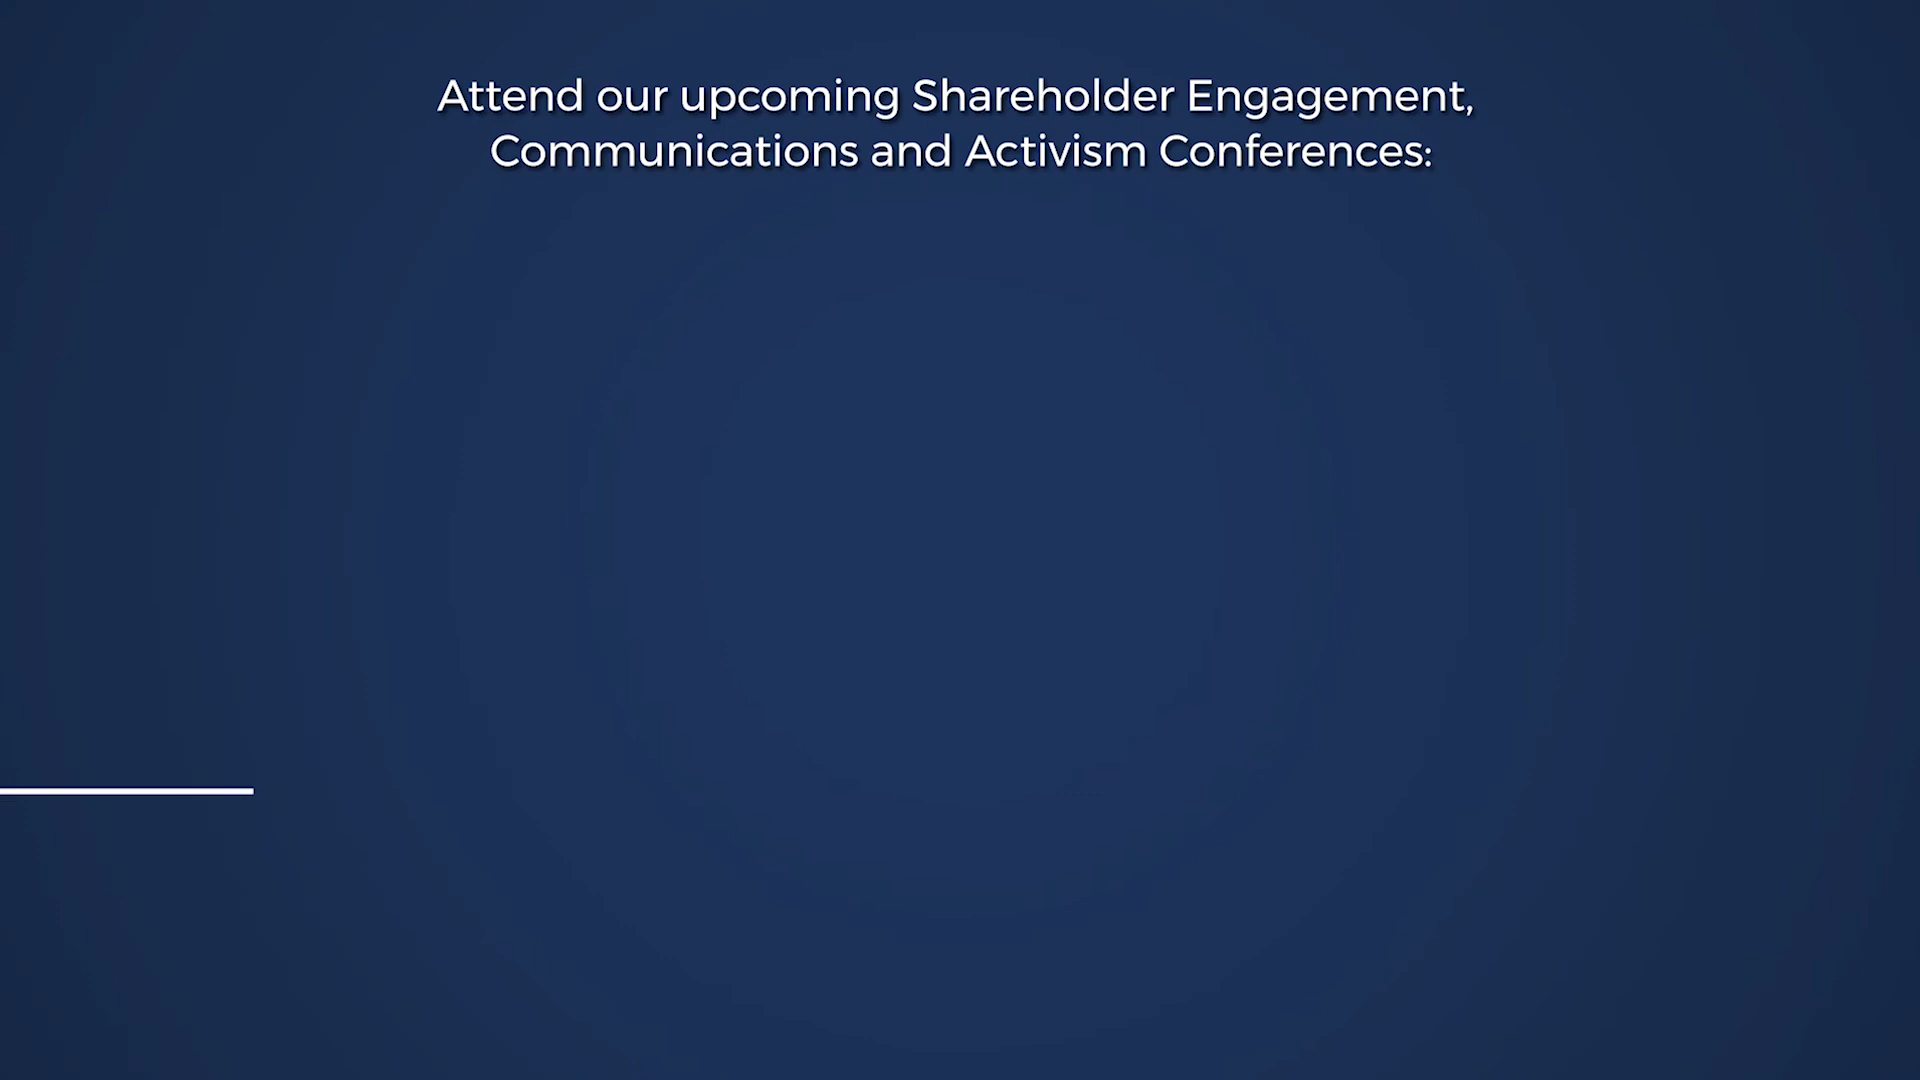 Attend our upcoming Shareholder Engagement,
Communications and Activism Conferences: